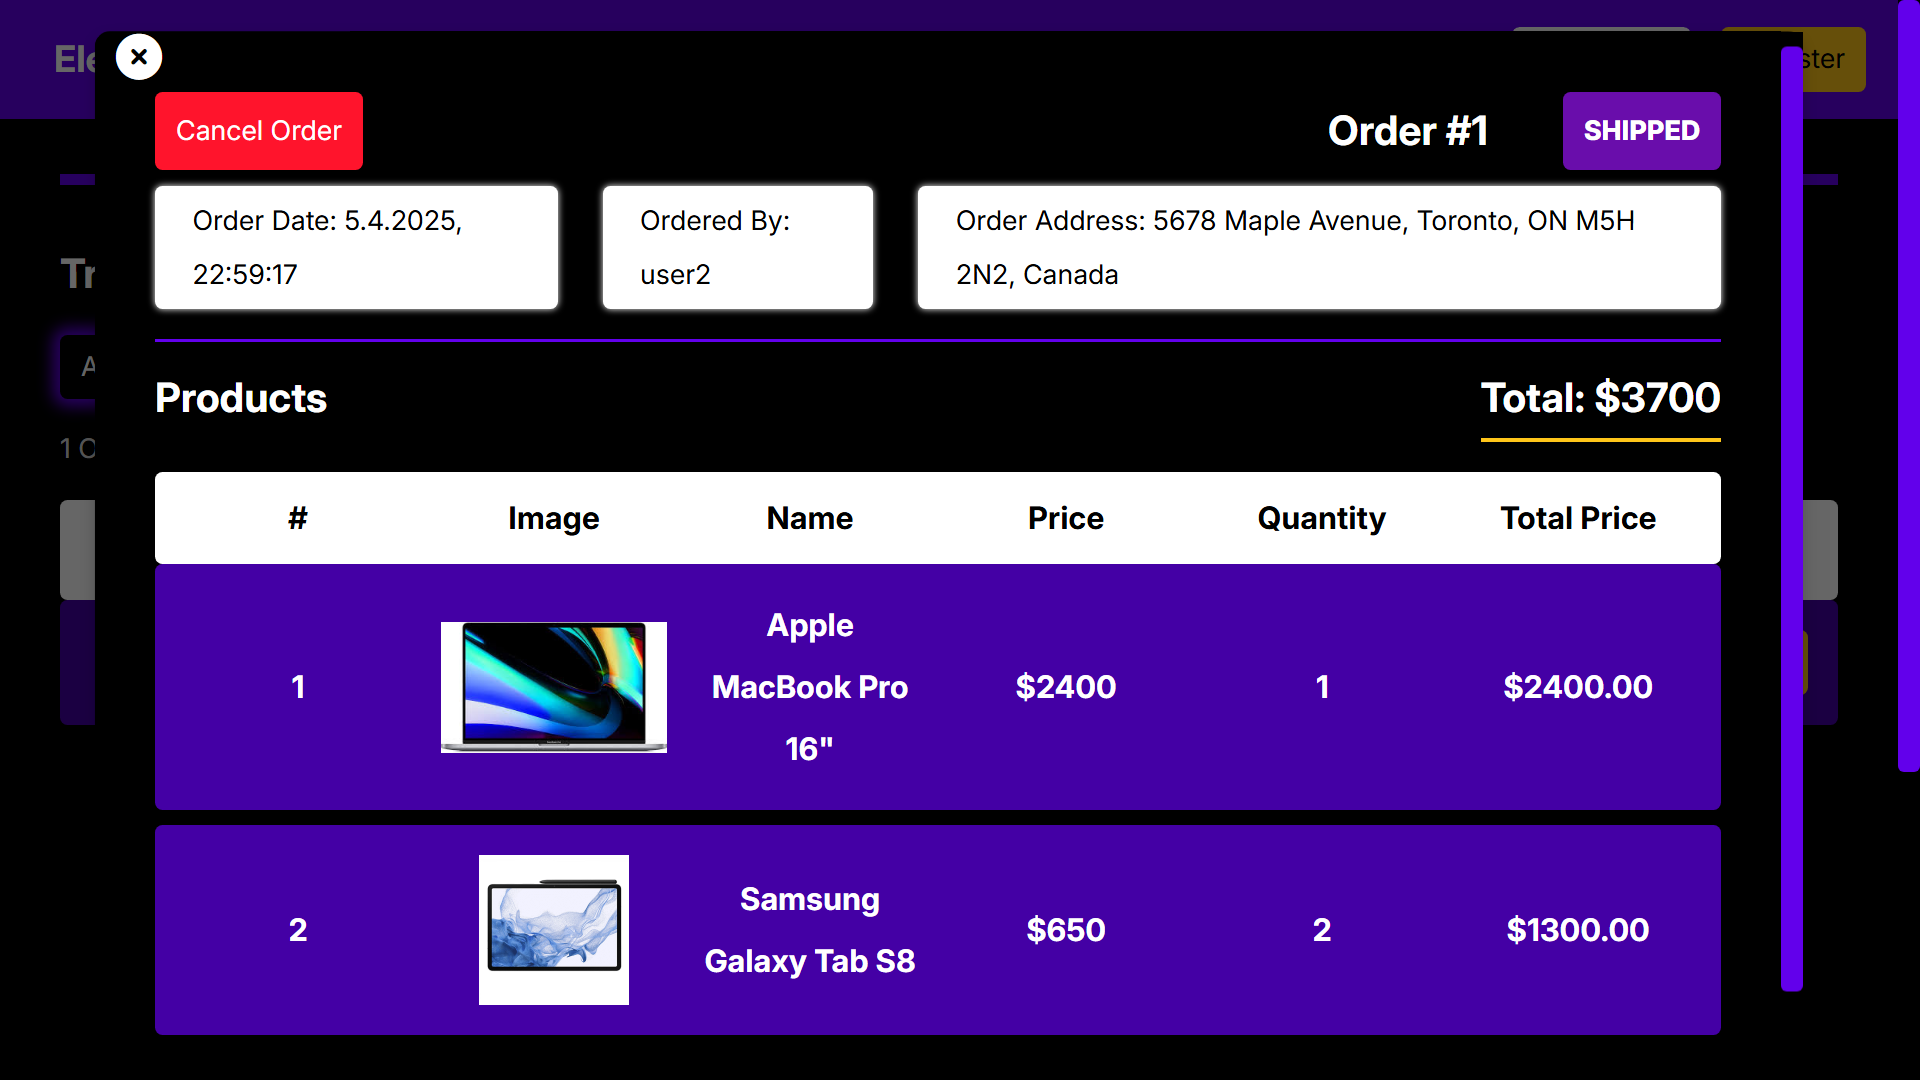 Ele
ster
Cancel Order
Order #1
SHIPPED
Order Date: 5.4.2025,
22:59:17
Ordered By:
user2
Order Address: 5678 Maple Avenue, Toronto, ON M5H
2N2, Canada
Tr
A
1 O
Products
Total: $3700
# Image Name Price Quantity Total Price
1
Apple
MacBook Pro
16"
$2400
1
$2400.00
2
Samsung
Galaxy Tab S8
$650
2
$1300.00